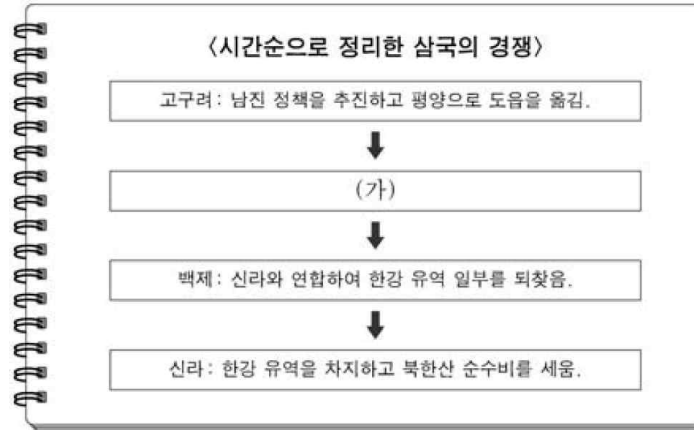 〈시간순으로 정리한 삼국의 경쟁〉
고구려 : 남진 정책을 추진하고 평양으로 도읍을 옮김.
(가)
백제 : 신라와 연합하여 한강 유역 일부를 되찾음.
신라 : 한강 유역을 차지하고 북한산 순수비를 세움.